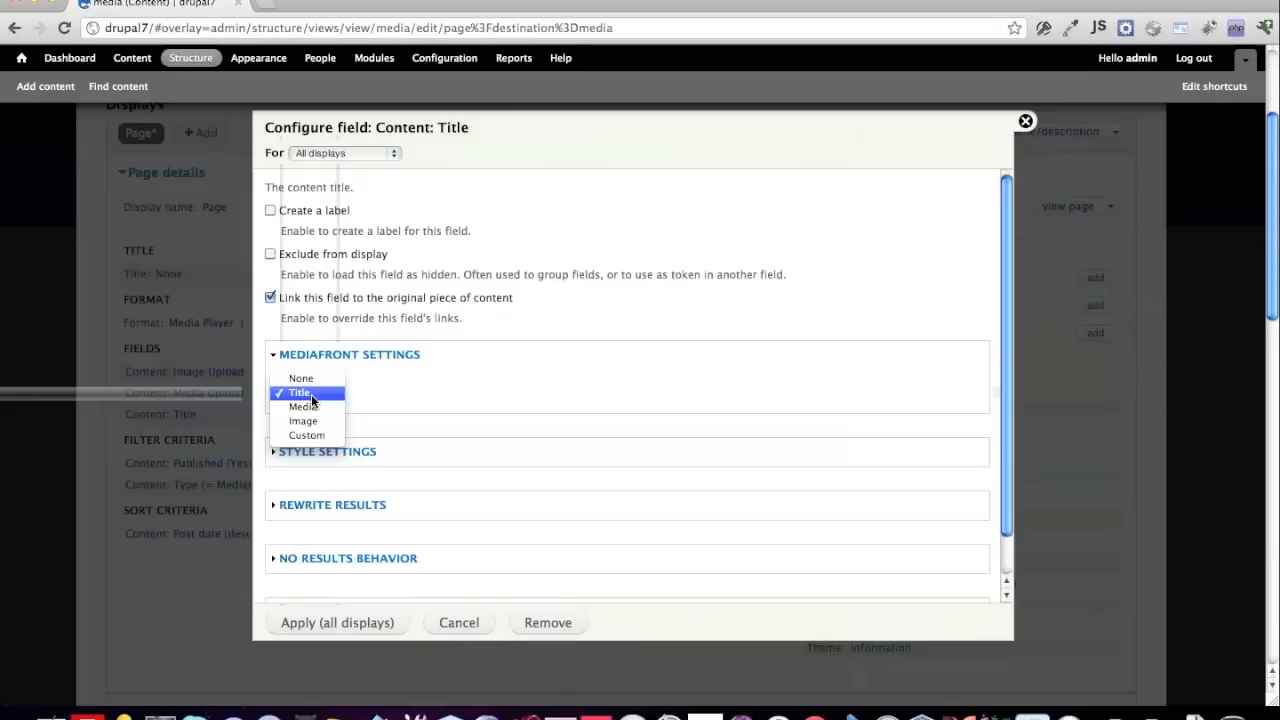 media (Content) | drupal7
drupal7/#overlay=admin/structure/views/view/media/edit/page%3Fdestination%3Dmedia
JS
php
Dashboard Content Structure Appearance People Modules Configuration Reports Help
Hello admin Log out
Add content Find content
Edit shortcuts
Displays
Page* + Add
/description
Page details
Display name: Page
view page
TITLE
Title: None
add
FORMAT
add
Format: Media Player |
add
FIELDS
Content: Image Upload
Content: Media Upload
Content: Title
FILTER CRITERIA
Content: Published (Yes)
Content: Type (= Media)
SORT CRITERIA
Content: Post date (desc
Theme: Information
Configure field: Content: Title
For All displays
The content title.
Create a label
Enable to create a label for this field.
Exclude from display
Enable to load this field as hidden. Often used to group fields, or to use as token in another field.
Link this field to the original piece of content
Enable to override this field's links.
MEDIAFRONT SETTINGS
None
✓ Title
Media
Image
Custom
STYLE SETTINGS
REWRITE RESULTS
NO RESULTS BEHAVIOR
Apply (all displays) Cancel Remove